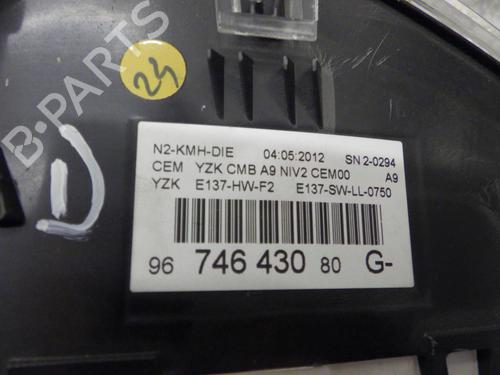 B-PARTS
24
D
N2-KMH-DIE 04:05:2012 SN 2-0294
CEM YZK CMB A9 NIV2 CEM00 A9
YZK E137-HW-F2 E137-SW-LL-0750
96 746 430 80 G-